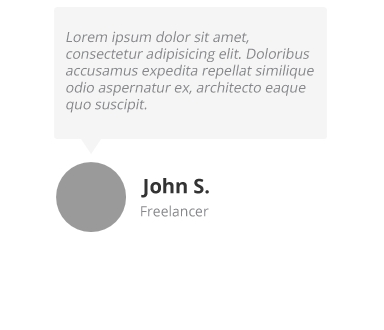 Lorem ipsum dolor sit amet,
consectetur adipisicing elit. Doloribus
accusamus expedita repellat similique
odio aspernatur ex, architecto eaque
quo suscipit.
John S.
Freelancer